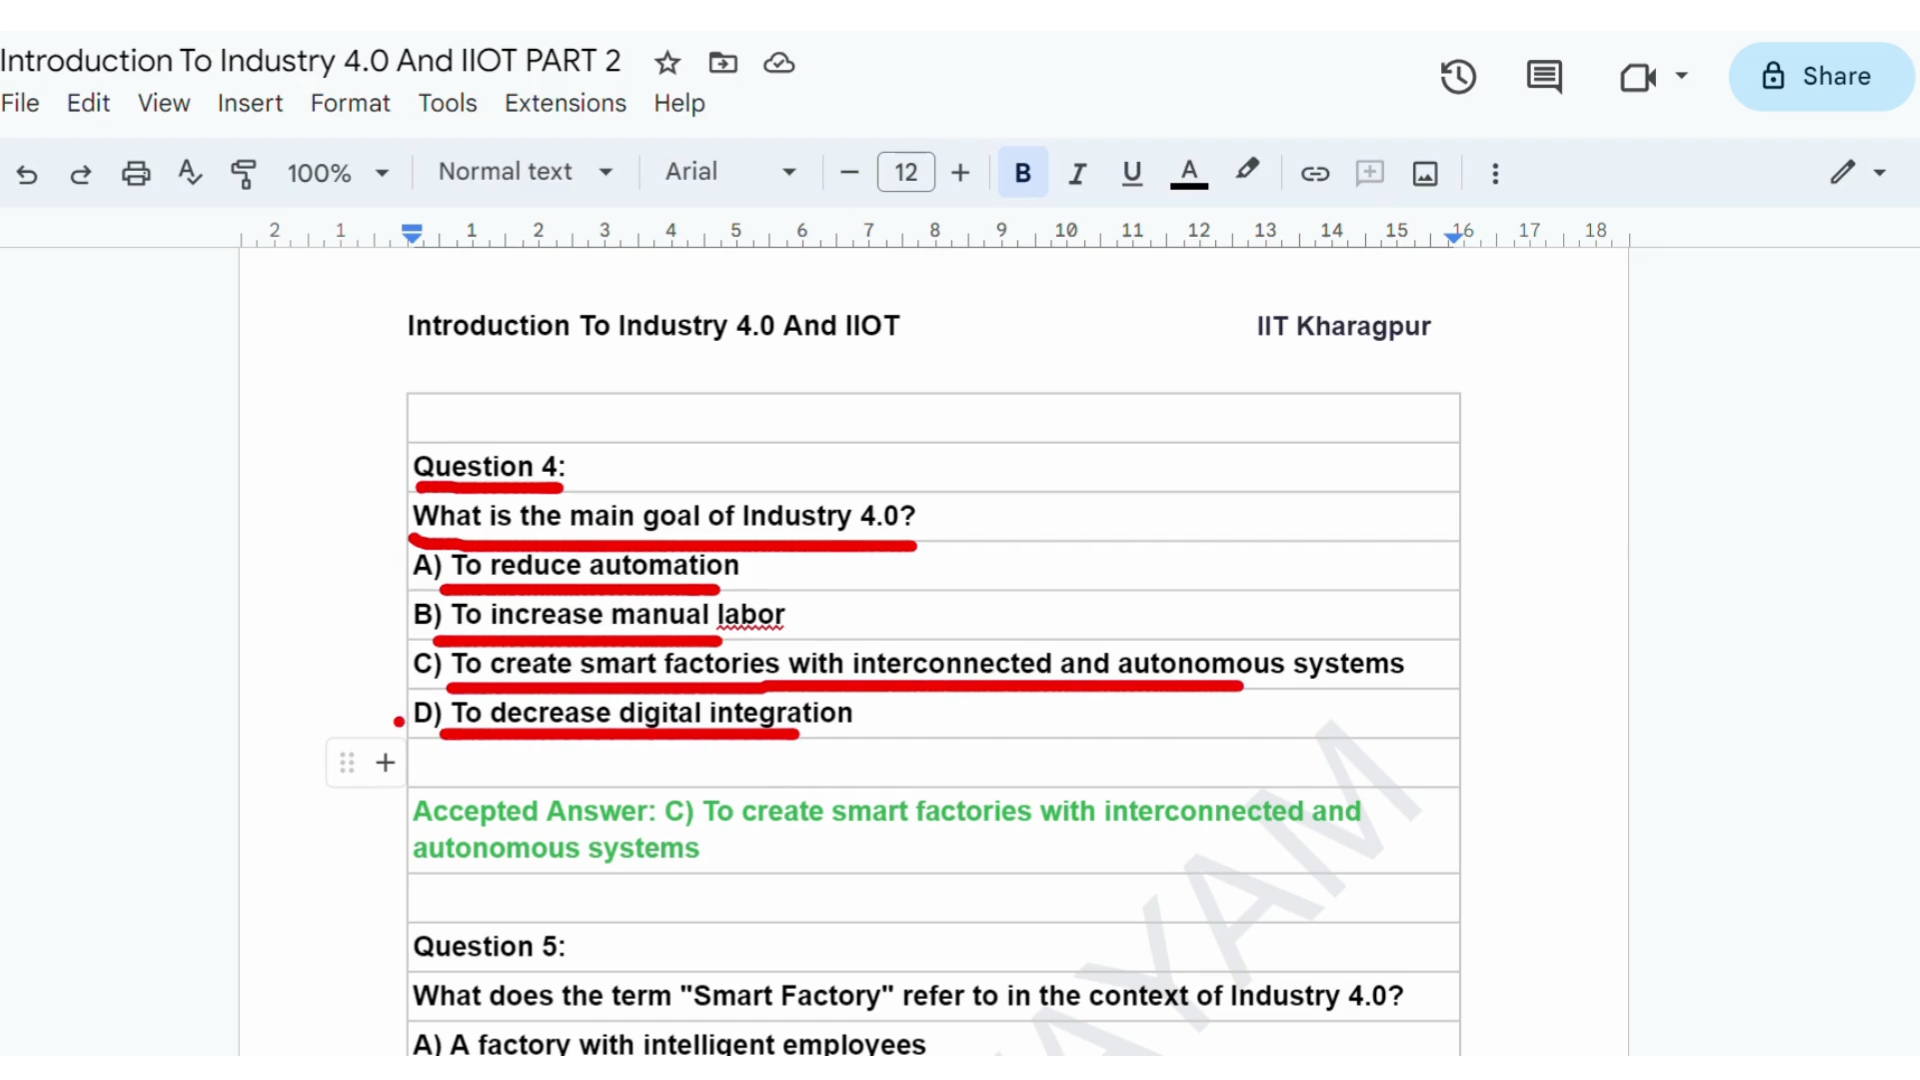 Introduction To Industry 4.0 And IIOT PART 2
File Edit View Insert Format Tools Extensions Help
Share
100% Normal text Arial 12 B I U A
2 1 1 2 3 4 5 6 7 8 9 10 11 12 13 14 15 16 17 18
Introduction To Industry 4.0 And IIOT IIT Kharagpur
Question 4:
What is the main goal of Industry 4.0?
A) To reduce automation
B) To increase manual labor
C) To create smart factories with interconnected and autonomous systems
D) To decrease digital integration
Accepted Answer: C) To create smart factories with interconnected and
autonomous systems
Question 5:
What does the term "Smart Factory" refer to in the context of Industry 4.0?
A) A factory with intelligent employees